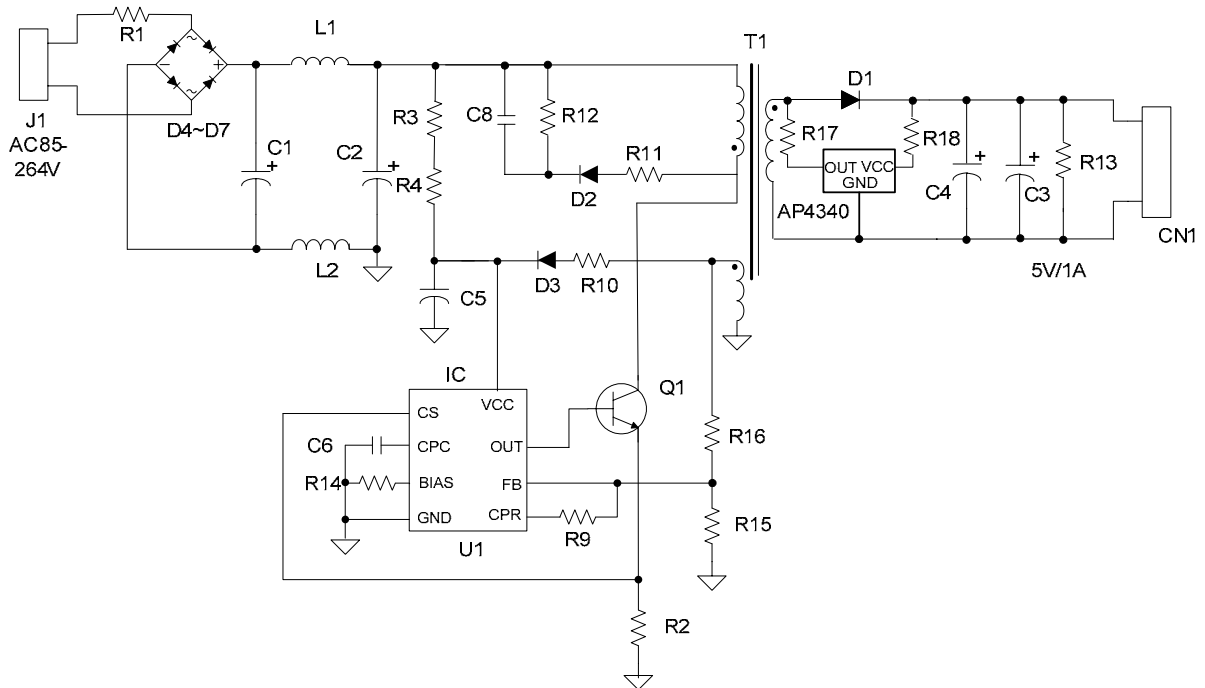 R1
L1
T1
J1
AC85-
264V
D4~D7
C1
+
C2
+
L2
R3
R4
C8
R12
R11
D2
D1
R17
R18
OUT VCC
GND
AP4340
C4
+
C3
+
R13
CN1
5V/1A
C5
D3
R10
IC
VCC
CS
CPC
BIAS
GND
OUT
FB
CPR
U1
C6
R14
R9
Q1
R16
R15
R2